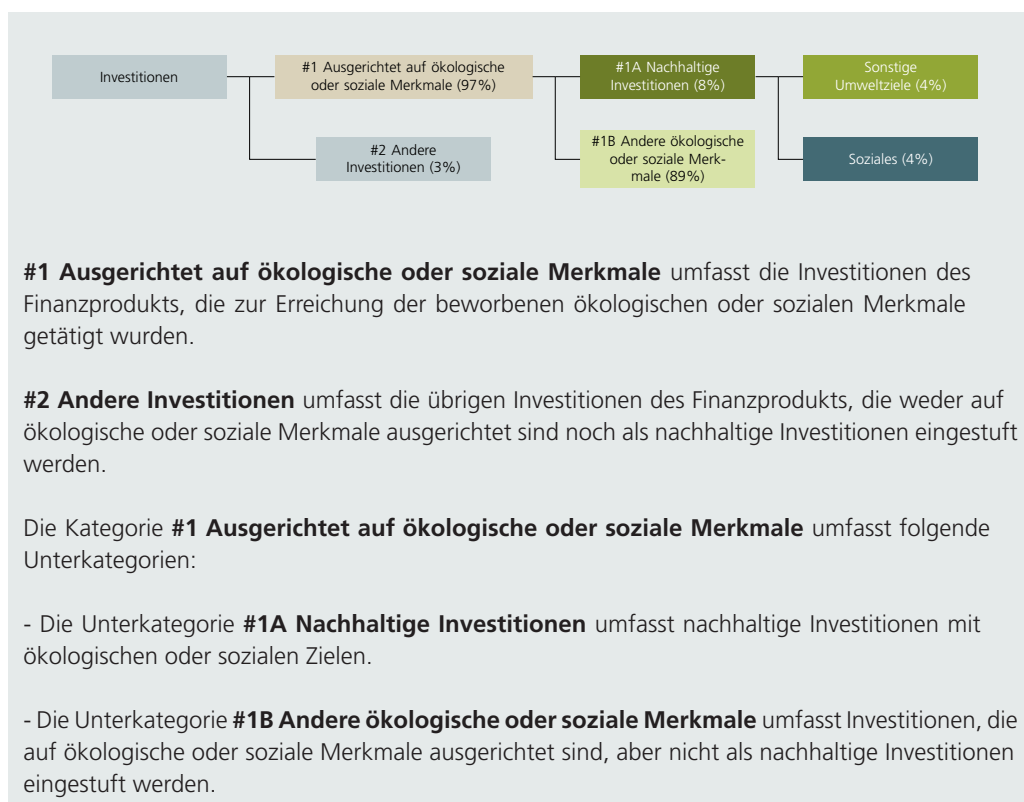 Investitionen
#1 Ausgerichtet auf ökologische
oder soziale Merkmale (97%)
#1A Nachhaltige
Investitionen (8%)
Sonstige
Umweltziele (4%)
#2 Andere
Investitionen (3%)
#1B Andere ökologische
oder soziale Merk-
male (89%)
Soziales (4%)
#1 Ausgerichtet auf ökologische oder soziale Merkmale umfasst die Investitionen des
Finanzprodukts, die zur Erreichung der beworbenen ökologischen oder sozialen Merkmale
getätigt wurden.
#2 Andere Investitionen umfasst die übrigen Investitionen des Finanzprodukts, die weder auf
ökologische oder soziale Merkmale ausgerichtet sind noch als nachhaltige Investitionen eingestuft
werden.
Die Kategorie #1 Ausgerichtet auf ökologische oder soziale Merkmale umfasst folgende
Unterkategorien:
- Die Unterkategorie #1A Nachhaltige Investitionen umfasst nachhaltige Investitionen mit
ökologischen oder sozialen Zielen.
- Die Unterkategorie #1B Andere ökologische oder soziale Merkmale umfasst Investitionen, die
auf ökologische oder soziale Merkmale ausgerichtet sind, aber nicht als nachhaltige Investitionen
eingestuft werden.